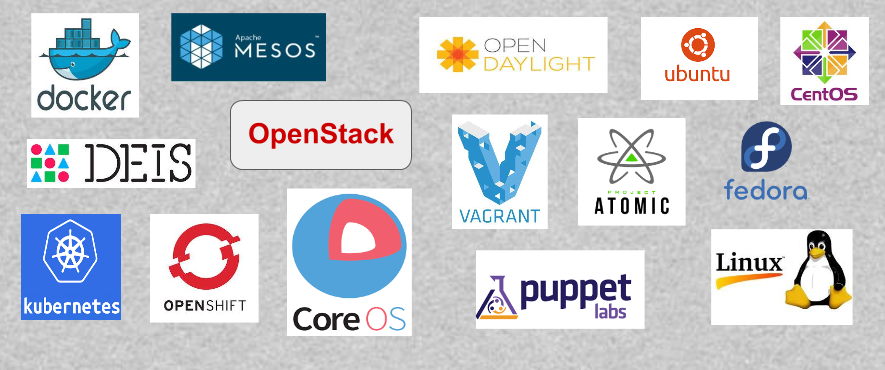 docker
Apache
MESOS™
OPEN
DAYLIGHT
ubuntu
CentOS
OpenStack
DEIS
VAGRANT
PROJECT
ATOMIC
fedora
kubernetes
OPENSHIFT
Core OS
puppet
labs
Linux